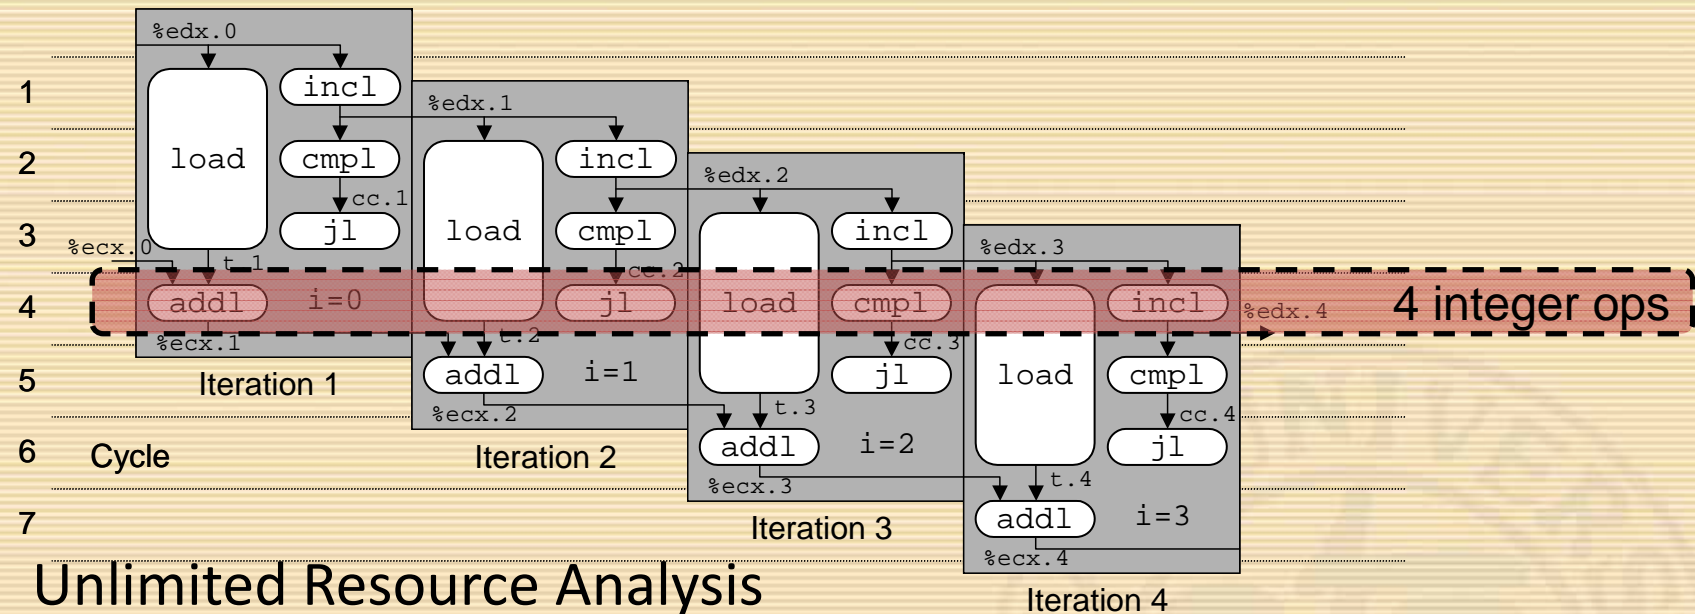 %edx.0
1
incl
%edx.1
load
cmpl
incl
2
%edx.2
cc.1
3
jl
load
cmpl
incl
%ecx.0
t.1
cc.2
%edx.3
4
addl
i=0
jl
load
cmpl
incl
%edx.4
4 integer ops
%ecx.1
t.2
cc.3
5
Iteration 1
addl
i=1
jl
load
cmpl
%ecx.2
t.3
cc.4
6
Cycle
Iteration 2
addl
i=2
jl
%ecx.3
t.4
7
Iteration 3
addl
i=3
%ecx.4
Unlimited Resource Analysis
Iteration 4